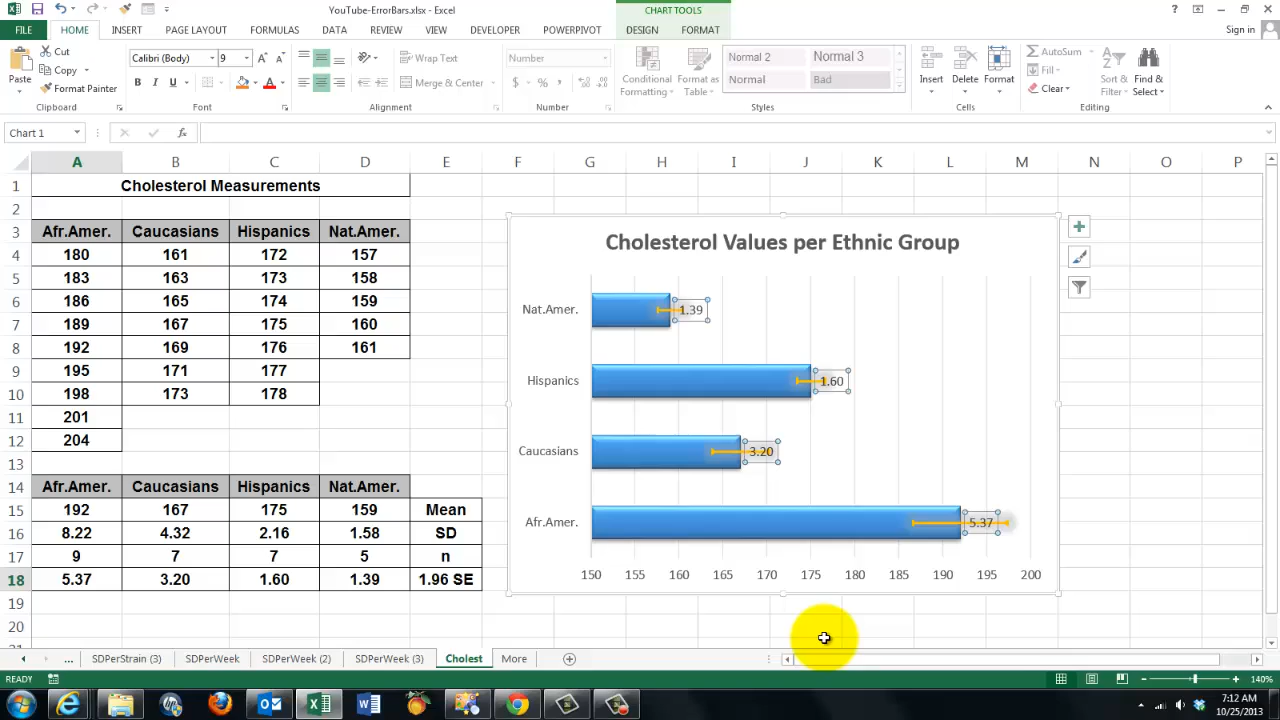 YouTube-ErrorBars.xlsx - Excel
CHART TOOLS
FILE HOME INSERT PAGE LAYOUT FORMULAS DATA REVIEW VIEW DEVELOPER POWERPIVOT DESIGN FORMAT
Sign in
Paste
Cut
Copy
Format Painter
Clipboard
Calibri (Body) 9
B I U
Font
Wrap Text
Merge & Center
Alignment
Number
$ % ,
Number
Conditional Formatting
Format as Table
Normal 2 Normal 3
Normal Bad
Styles
Insert Delete Format
Cells
AutoSum
Fill
Clear
Sort & Filter
Find & Select
Editing
Chart 1
fx
A B C D E F G H I J K L M N O P
1 Cholesterol Measurements
2
3 Afr.Amer. Caucasians Hispanics Nat.Amer.
4 180 161 172 157
5 183 163 173 158
6 186 165 174 159
7 189 167 175 160
8 192 169 176 161
9 195 171 177
10 198 173 178
11 201
12 204
13
14 Afr.Amer. Caucasians Hispanics Nat.Amer.
15 192 167 175 159 Mean
16 8.22 4.32 2.16 1.58 SD
17 9 7 7 5 n
18 5.37 3.20 1.60 1.39 1.96 SE
19
20
Cholesterol Values per Ethnic Group
Nat.Amer. 1.39
Hispanics 1.60
Caucasians 3.20
Afr.Amer. 5.37
150 155 160 165 170 175 180 185 190 195 200
... SDPerStrain (3) SDPerWeek SDPerWeek (2) SDPerWeek (3) Cholest More
READY
140%
7:12 AM
10/25/2013